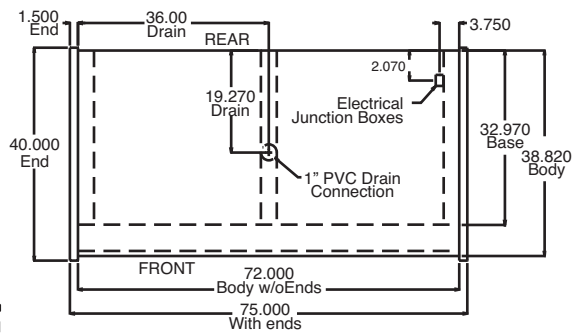 36.00
Drain
1.500
End
REAR
3.750
2.070
19.270
Drain
Electrical
Junction Boxes
40.000
End
32.970
Base
38.820
Body
1" PVC Drain
Connection
FRONT
72.000
Body w/oEnds
75.000
With ends